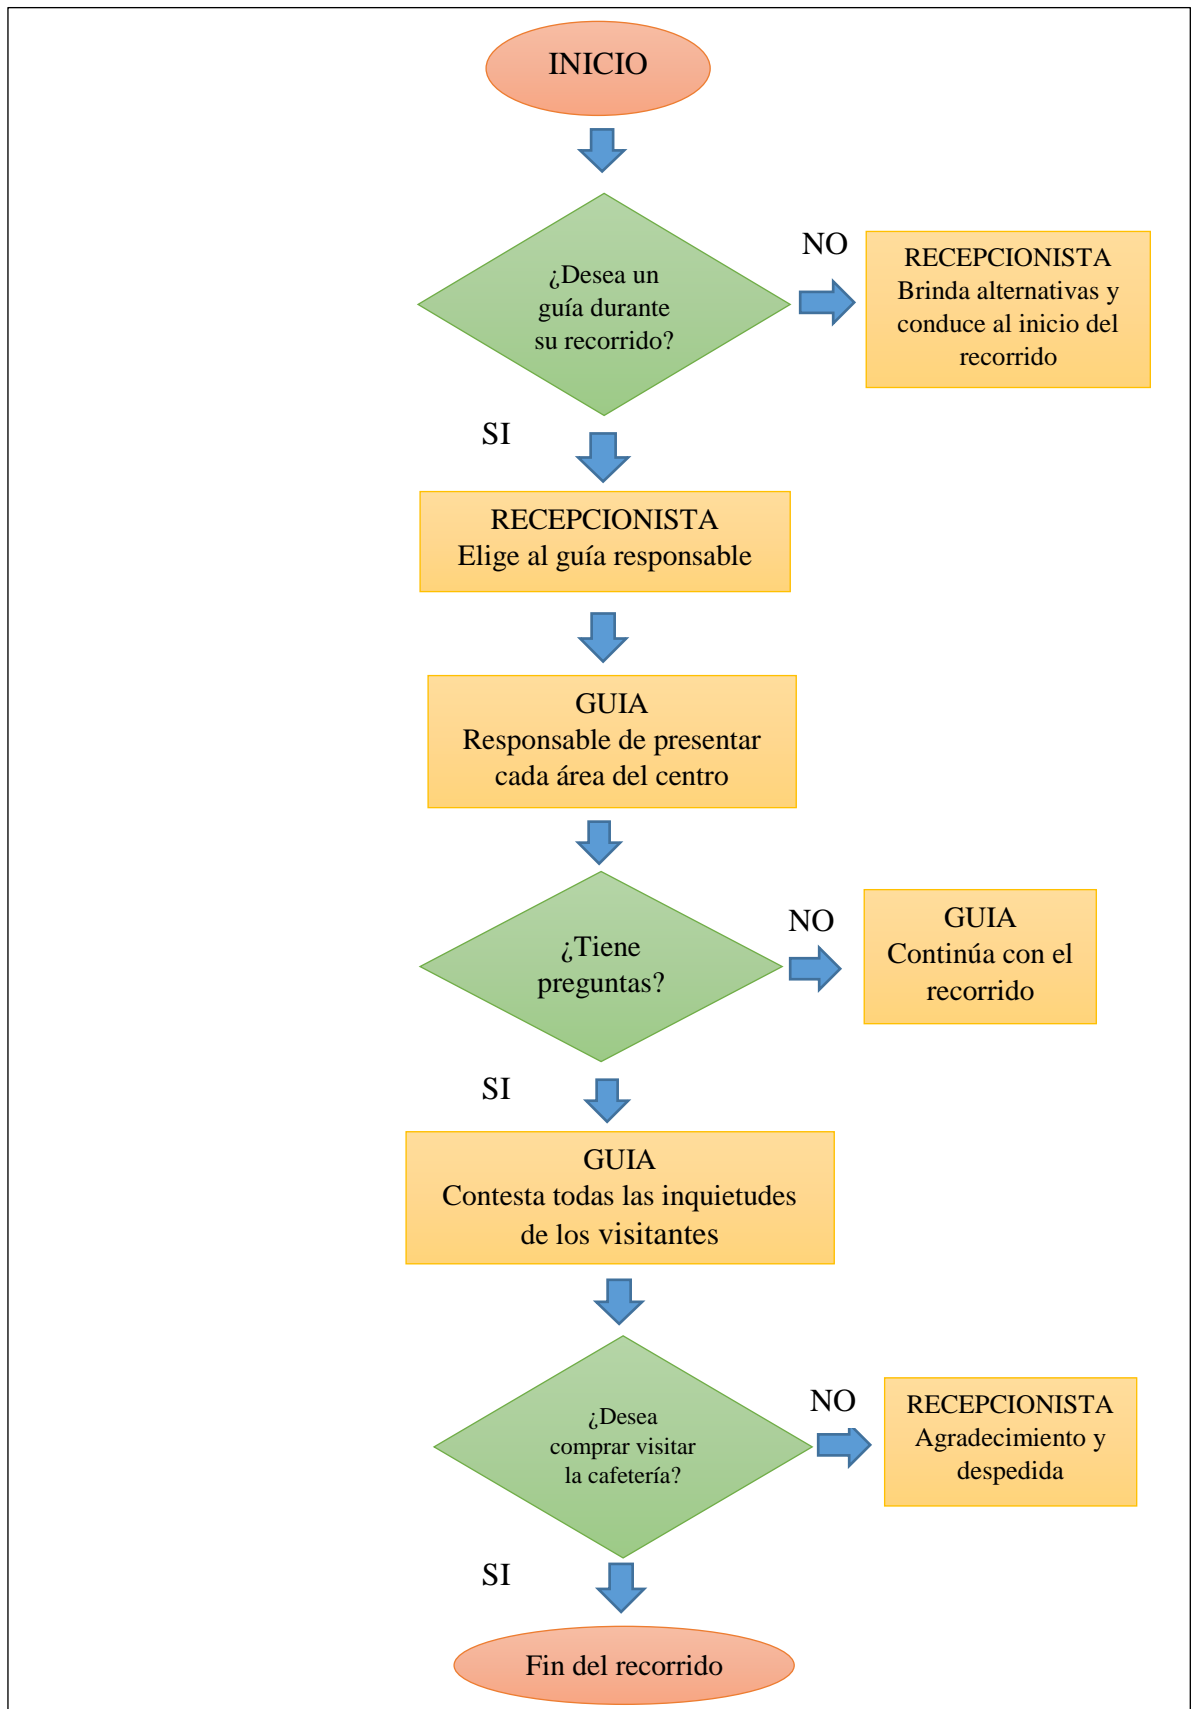 INICIO
¿Desea un
guía durante
su recorrido?
NO
RECEPCIONISTA
Brinda alternativas y
conduce al inicio del
recorrido
SI
RECEPCIONISTA
Elige al guía responsable
GUIA
Responsable de presentar
cada área del centro
¿Tiene
preguntas?
NO
GUIA
Continúa con el
recorrido
SI
GUIA
Contesta todas las inquietudes
de los visitantes
¿Desea
comprar visitar
la cafetería?
NO
RECEPCIONISTA
Agradecimiento y
despedida
SI
Fin del recorrido